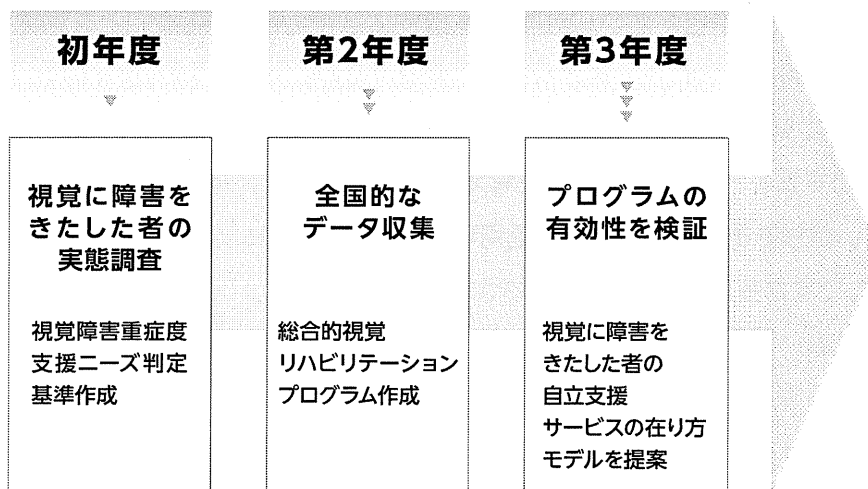 初年度
視覚に障害を
きたした者の
実態調査
視覚障害重症度
支援ニーズ判定
基準作成
第2年度
全国的な
データ収集
総合的視覚
リハビリテーション
プログラム作成
第3年度
プログラムの
有効性を検証
視覚に障害を
きたした者の
自立支援
サービスの在り方
モデルを提案